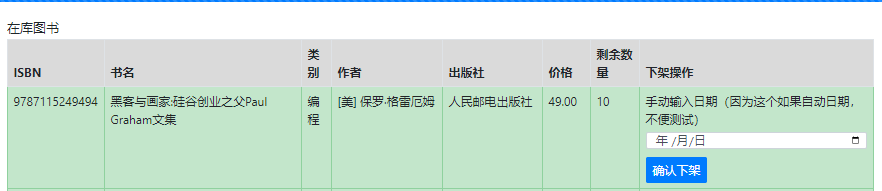 在库图书
ISBN 书名 类别 作者 出版社 价格 剩余数量 下架操作
9787115249494 黑客与画家:硅谷创业之父Paul Graham文集 编程 [美] 保罗·格雷厄姆 人民邮电出版社 49.00 10 手动输入日期（因为这个如果自动日期，不便测试）
年 /月/日
确认下架